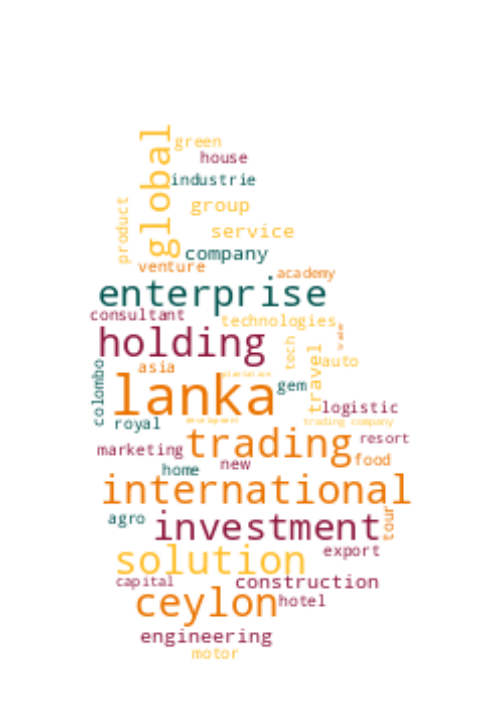 global
green
house
industrie
product
group
service
company
venture
academy
enterprise
consultant
technologies
holding
tech
travel
auto
asia
plantation
colombo
lanka
gem
logistic
royal
development
trading company
trading
resort
marketing
new
food
home
international
agro
investment
tour
solution
export
capital
construction
ceylon
hotel
engineering
motor